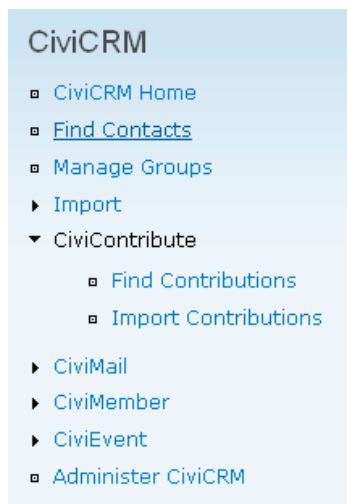 CiviCRM
CiviCRM Home
Find Contacts
Manage Groups
Import
CiviContribute
Find Contributions
Import Contributions
CiviMail
CiviMember
CiviEvent
Administer CiviCRM